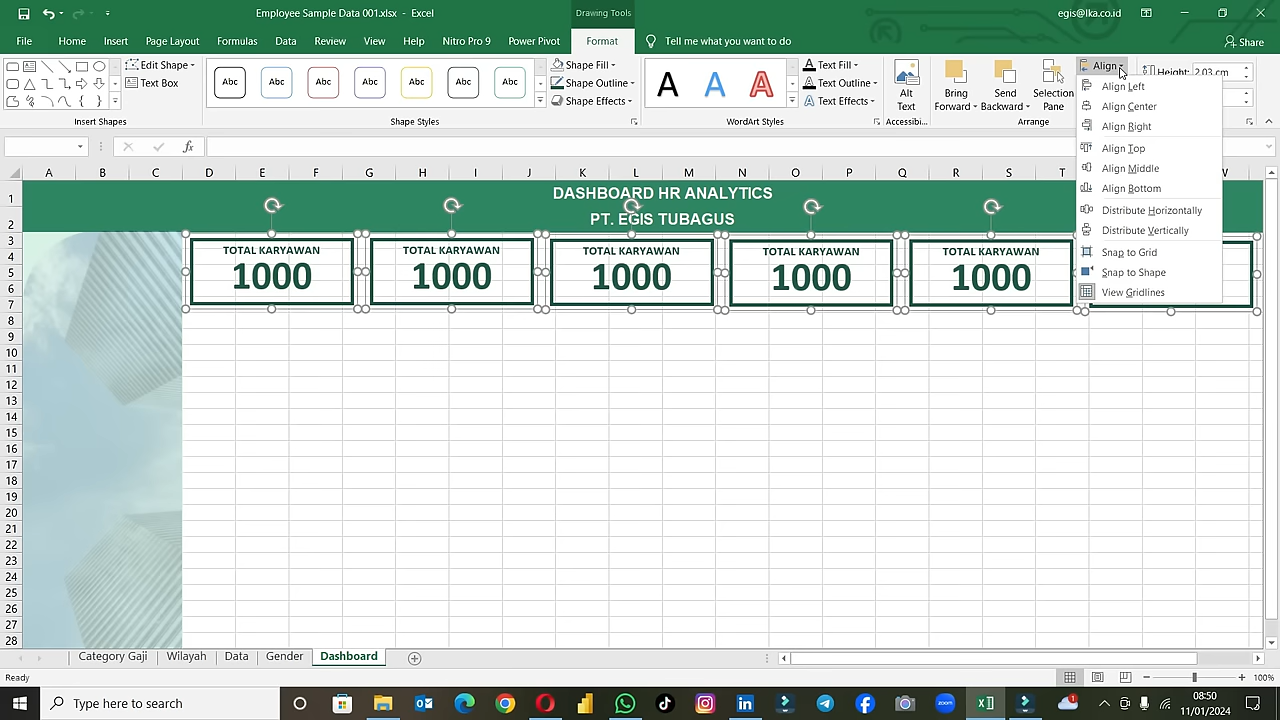 Employee Sample Data 001.xlsx - Excel
Drawing Tools
egis@lka.co.id
File Home Insert Page Layout Formulas Data Review View Help Nitro Pro 9 Power Pivot Format Tell me what you want to do Share
Edit Shape
Text Box
Insert Shapes
Abc Abc Abc Abc Abc Abc
Shape Fill
Shape Outline
Shape Effects
Shape Styles
A A A
WordArt Styles
Text Fill
Text Outline
Text Effects
Alt
Text
Accessibi...
Bring
Forward
Send
Backward
Selection
Pane
Arrange
Align
Height: 2,03 cm
Align Left
Align Center
Align Right
Align Top
Align Middle
Align Bottom
Distribute Horizontally
Distribute Vertically
Snap to Grid
Snap to Shape
View Gridlines
fx
A B C D E F G H I J K L M N O P Q R S T W
1
2
3
4
5
6
7
8
9
10
11
12
13
14
15
16
17
18
19
20
21
22
23
24
25
26
27
28
DASHBOARD HR ANALYTICS
PT. EGIS TUBAGUS
TOTAL KARYAWAN TOTAL KARYAWAN TOTAL KARYAWAN TOTAL KARYAWAN TOTAL KARYAWAN
1000 1000 1000 1000 1000
Category Gaji Wilayah Data Gender Dashboard
Ready
100%
Type here to search
zoom
1
08:50
11/01/2024